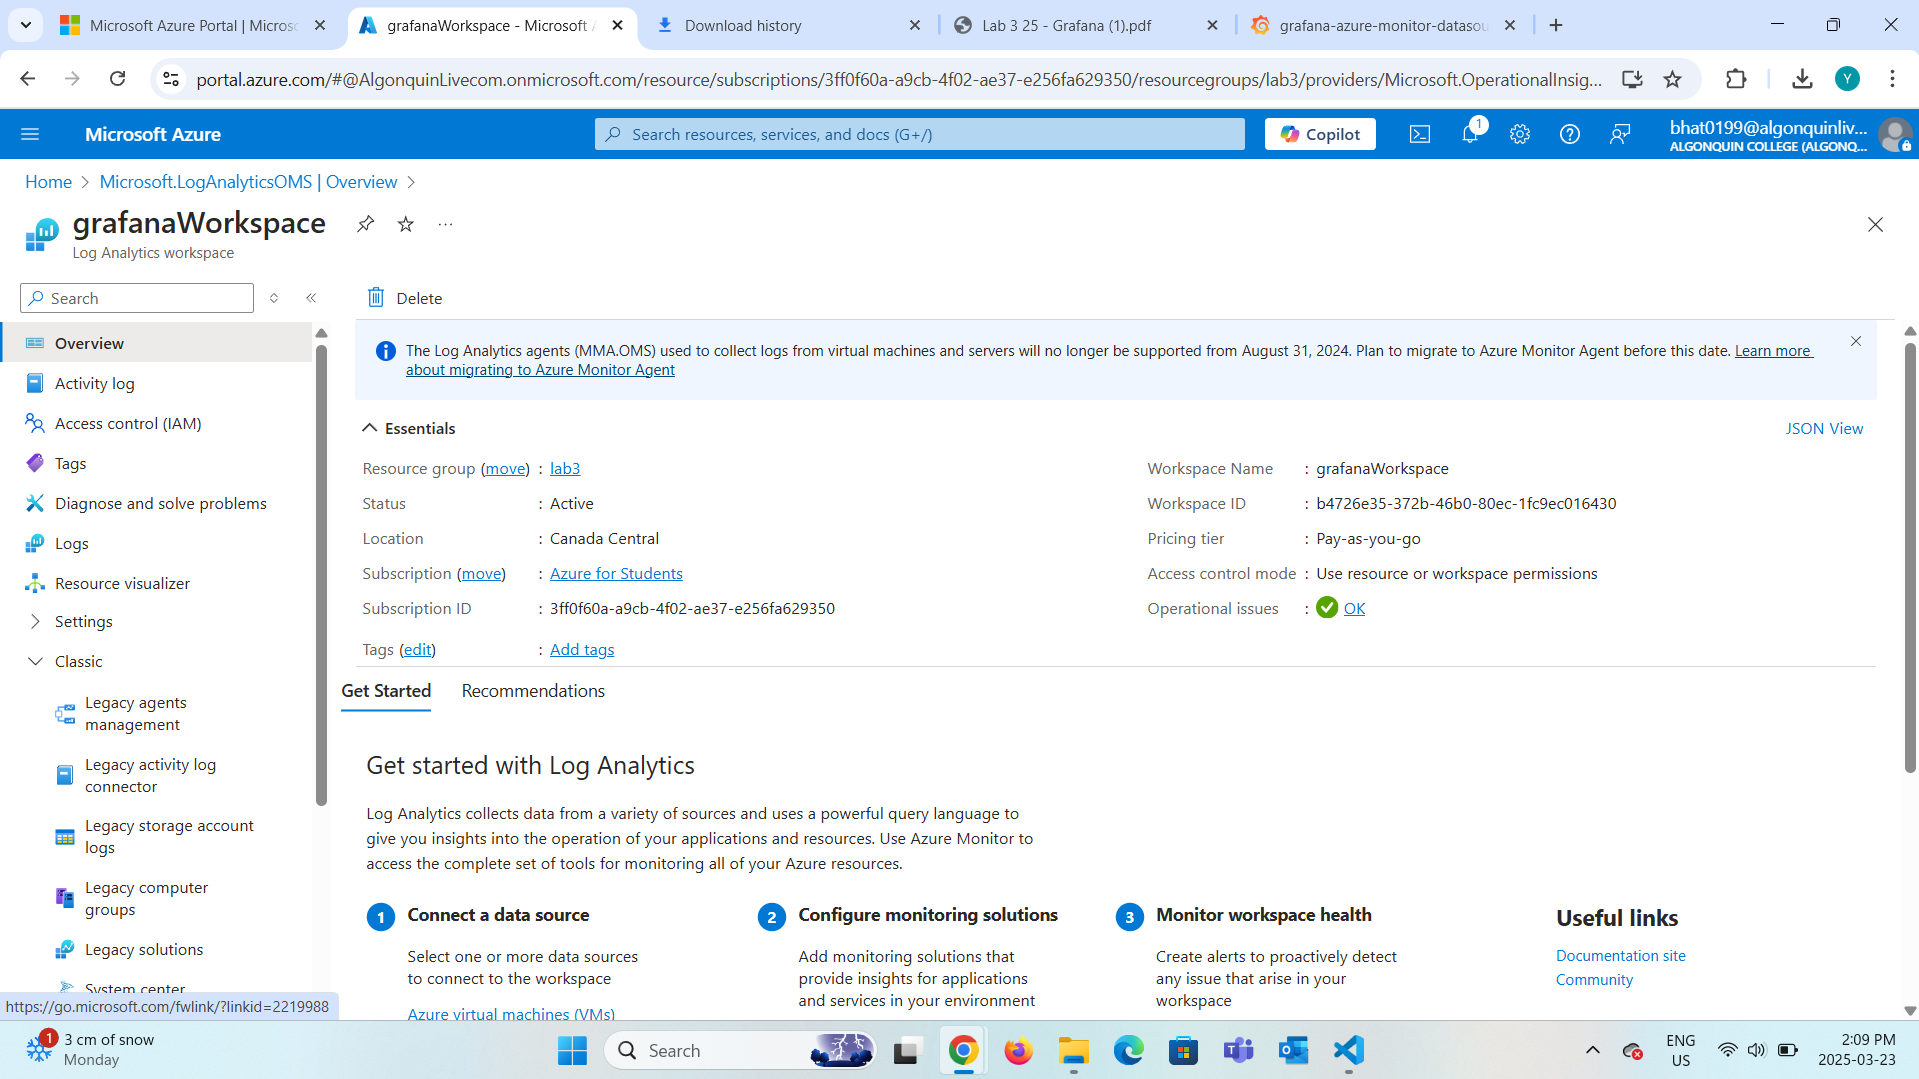 Microsoft Azure Portal | Microso
grafanaWorkspace - Microsoft A
Download history
Lab 3 25 - Grafana (1).pdf
grafana-azure-monitor-datasou
portal.azure.com/#@AlgonquinLivecom.onmicrosoft.com/resource/subscriptions/3ff0f60a-a9cb-4f02-ae37-e256fa629350/resourcegroups/lab3/providers/Microsoft.OperationalInsig...
Y
Microsoft Azure
Search resources, services, and docs (G+/)
Copilot
1
bhat0199@algonquinliv...
ALGONQUIN COLLEGE (ALGONQ...
Home > Microsoft.LogAnalyticsOMS | Overview >
grafanaWorkspace
Log Analytics workspace
Search
Delete
Overview
Activity log
Access control (IAM)
Tags
Diagnose and solve problems
Logs
Resource visualizer
Settings
Classic
Legacy agents
management
Legacy activity log
connector
Legacy storage account
logs
Legacy computer
groups
Legacy solutions
System center
The Log Analytics agents (MMA.OMS) used to collect logs from virtual machines and servers will no longer be supported from August 31, 2024. Plan to migrate to Azure Monitor Agent before this date. Learn more
about migrating to Azure Monitor Agent
Essentials
JSON View
Resource group (move) : lab3
Status : Active
Location : Canada Central
Subscription (move) : Azure for Students
Subscription ID : 3ff0f60a-a9cb-4f02-ae37-e256fa629350
Tags (edit) : Add tags
Workspace Name : grafanaWorkspace
Workspace ID : b4726e35-372b-46b0-80ec-1fc9ec016430
Pricing tier : Pay-as-you-go
Access control mode : Use resource or workspace permissions
Operational issues : OK
Get Started
Recommendations
Get started with Log Analytics
Log Analytics collects data from a variety of sources and uses a powerful query language to
give you insights into the operation of your applications and resources. Use Azure Monitor to
access the complete set of tools for monitoring all of your Azure resources.
1 Connect a data source
Select one or more data sources
to connect to the workspace
Azure virtual machines (VMs)
2 Configure monitoring solutions
Add monitoring solutions that
provide insights for applications
and services in your environment
3 Monitor workspace health
Create alerts to proactively detect
any issue that arise in your
workspace
Useful links
Documentation site
Community
https://go.microsoft.com/fwlink/?linkid=2219988
1
3 cm of snow
Monday
Search
ENG
US
2:09 PM
2025-03-23